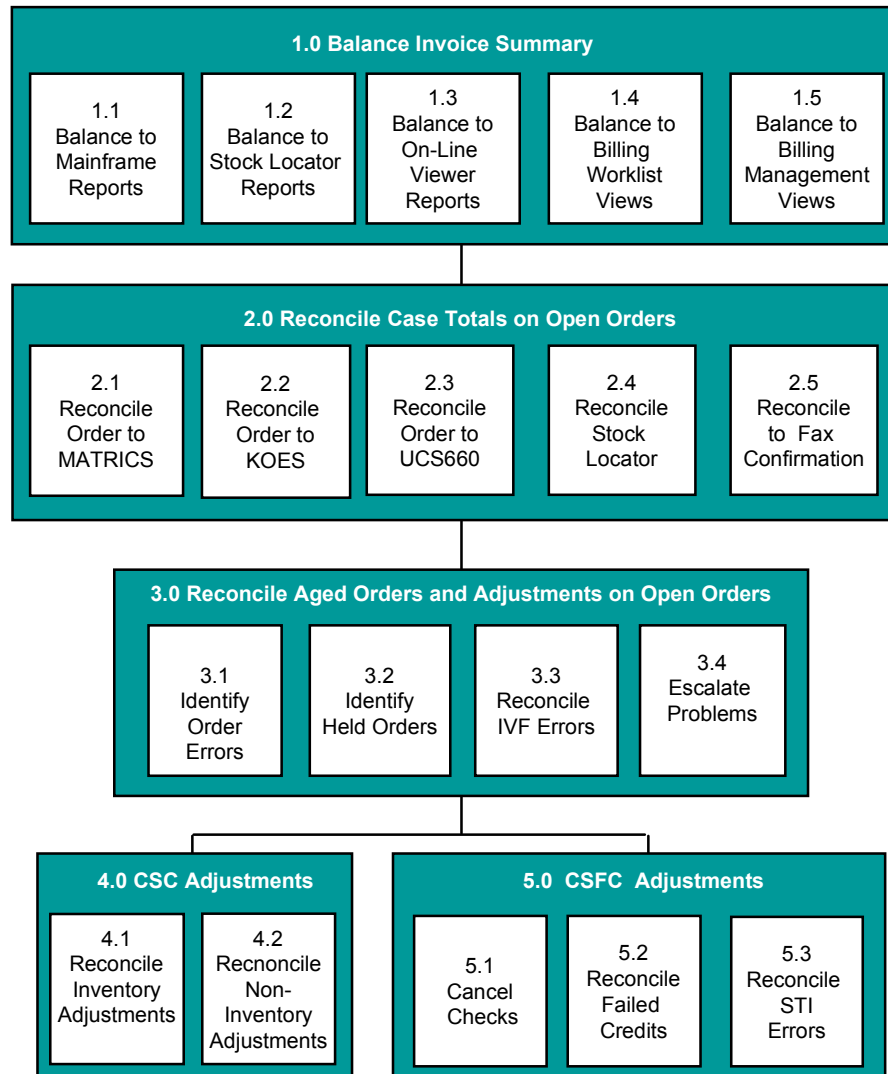 1.0 Balance Invoice Summary
1.1
Balance to
Mainframe
Reports
1.2
Balance to
Stock Locator
Reports
1.3
Balance to
On-Line
Viewer
Reports
1.4
Balance to
Billing
Worklist
Views
1.5
Balance to
Billing
Management
Views
2.0 Reconcile Case Totals on Open Orders
2.1
Reconcile
Order to
MATRICS
2.2
Reconcile
Order to
KOES
2.3
Reconcile
Order to
UCS660
2.4
Reconcile
Stock
Locator
2.5
Reconcile
to Fax
Confirmation
3.0 Reconcile Aged Orders and Adjustments on Open Orders
3.1
Identify
Order
Errors
3.2
Identify
Held Orders
3.3
Reconcile
IVF Errors
3.4
Escalate
Problems
4.0 CSC Adjustments
4.1
Reconcile
Inventory
Adjustments
4.2
Recnoncile
Non-
Inventory
Adjustments
5.0 CSFC Adjustments
5.1
Cancel
Checks
5.2
Reconcile
Failed
Credits
5.3
Reconcile
STI
Errors